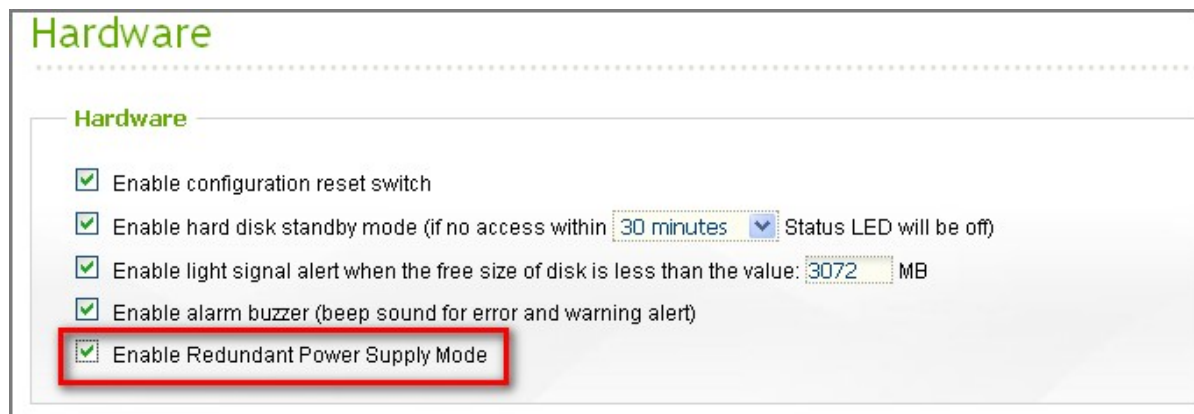 Hardware
Hardware
Enable configuration reset switch
Enable hard disk standby mode (if no access within 30 minutes Status LED will be off)
Enable light signal alert when the free size of disk is less than the value: 3072 MB
Enable alarm buzzer (beep sound for error and warning alert)
Enable Redundant Power Supply Mode